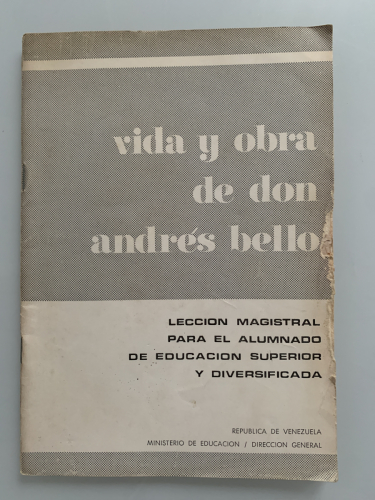 vida y obra
de don
andrés bello
LECCION MAGISTRAL
PARA EL ALUMNADO
DE EDUCACION SUPERIOR
Y DIVERSIFICADA
REPUBLICA DE VENEZUELA
MINISTERIO DE EDUCACION / DIRECCION GENERAL